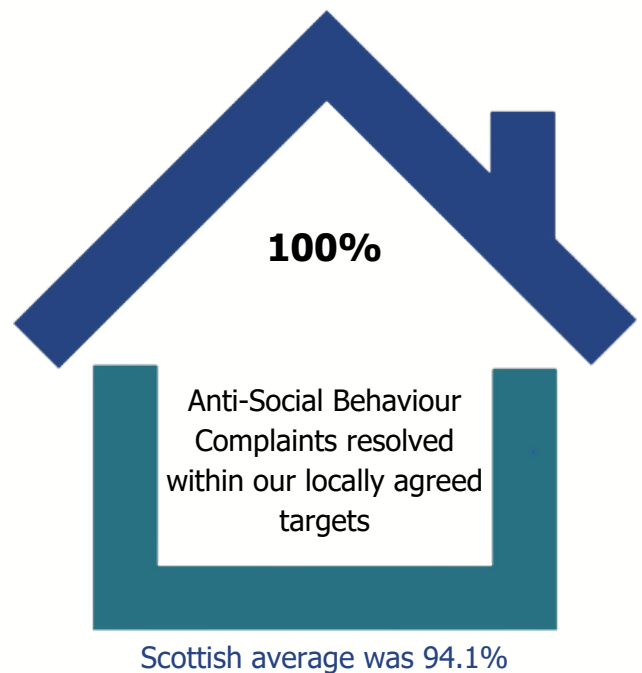 100%
Anti-Social Behaviour
Complaints resolved
within our locally agreed
targets
Scottish average was 94.1%